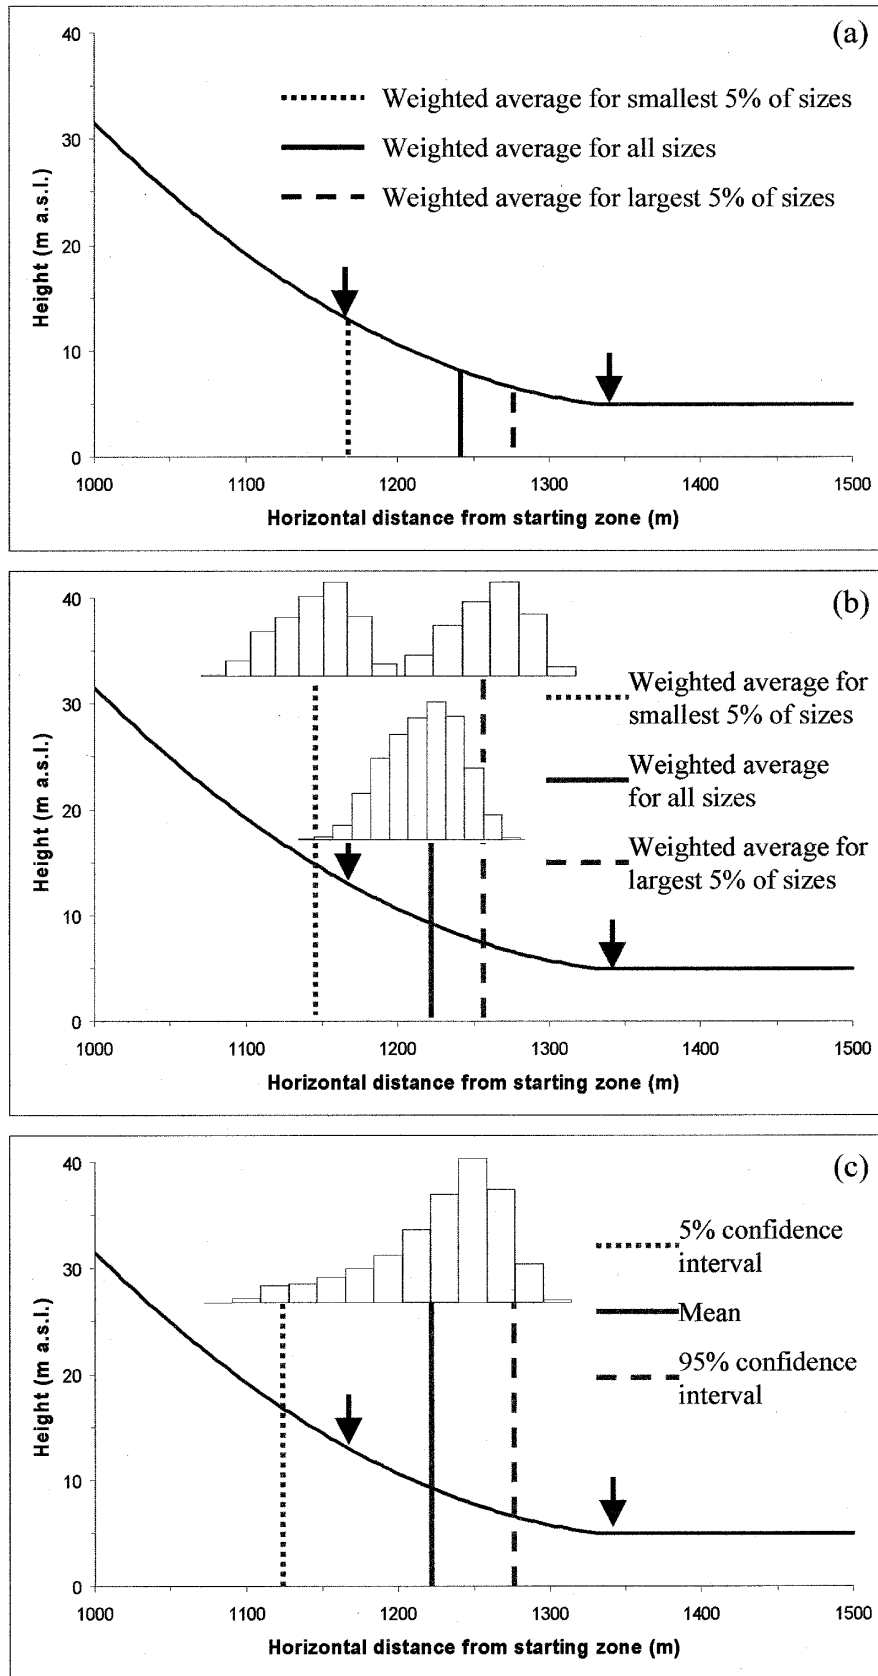 (a)
40
30
20
10
0
Height (m a.s.l.)
Weighted average for smallest 5% of sizes
Weighted average for all sizes
Weighted average for largest 5% of sizes
1000 1100 1200 1300 1400 1500
Horizontal distance from starting zone (m)
(b)
40
30
20
10
0
Height (m a.s.l.)
Weighted average for
smallest 5% of sizes
Weighted average
for all sizes
Weighted average for
largest 5% of sizes
1000 1100 1200 1300 1400 1500
Horizontal distance from starting zone (m)
(c)
40
30
20
10
0
Height (m a.s.l.)
5% confidence
interval
Mean
95% confidence
interval
1000 1100 1200 1300 1400 1500
Horizontal distance from starting zone (m)